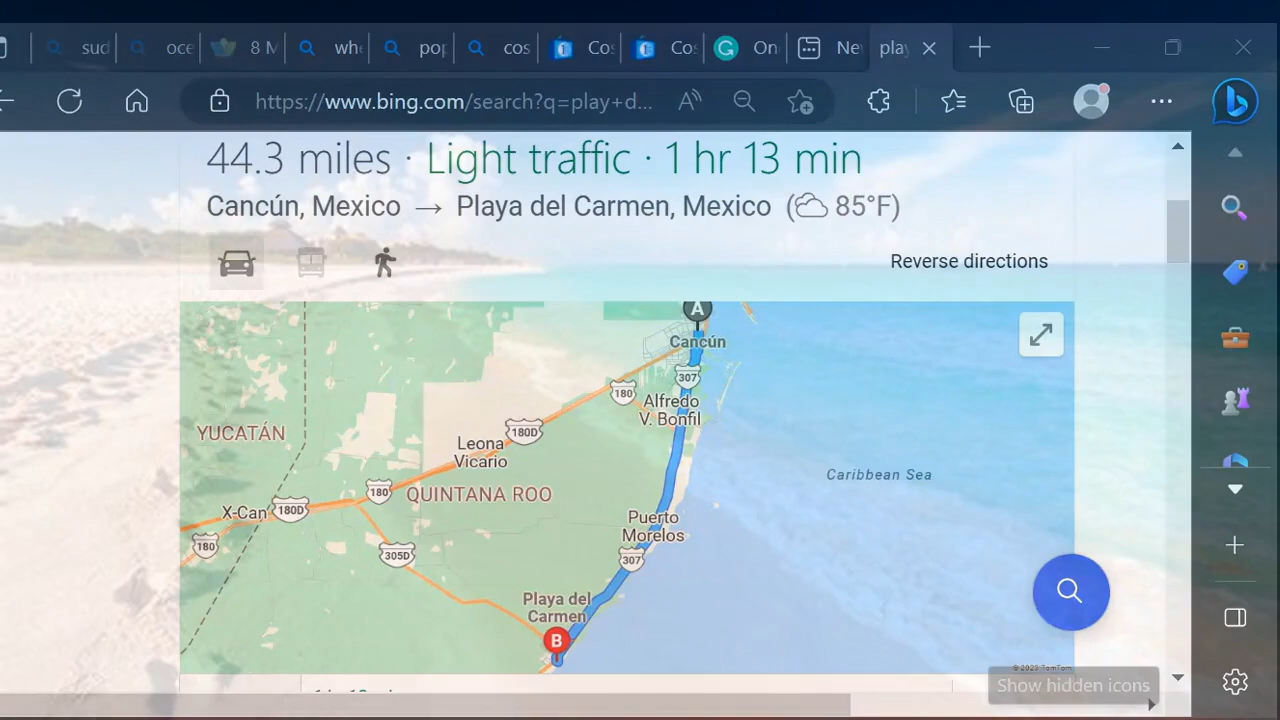 sud
oce
8 M
whe
pop
cos
Cos
Cos
On
Ne
play
https://www.bing.com/search?q=play+d...
44.3 miles · Light traffic · 1 hr 13 min
Cancún, Mexico → Playa del Carmen, Mexico (85°F)
Reverse directions
A
Cancún
307
180
Alfredo
V. Bonfil
180D
YUCATÁN
Leona
Vicario
Caribbean Sea
180
QUINTANA ROO
X-Can
180D
Puerto
Morelos
180
305D
307
Playa del
Carmen
B
© 2023 TomTom
Show hidden icons